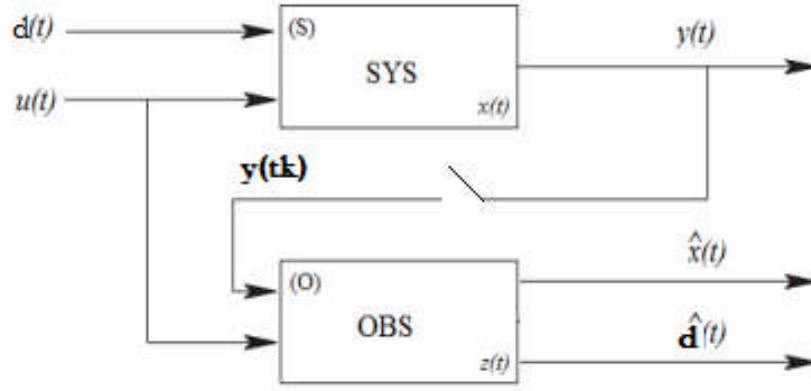 d(t)
(S)
SYS
x(t)
y(t)
u(t)
y(tk)
(O)
OBS
z(t)
x̂(t)
d̂(t)